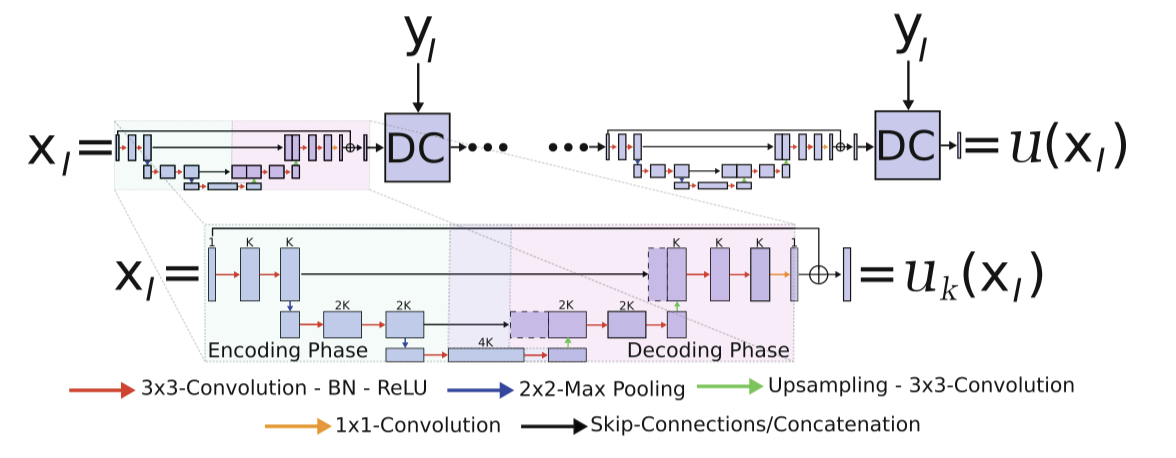 y_l y_l
x_l = DC DC = u(x_l)
1 K K K K K 1
x_l = = u_k(x_l)
2K 2K 2K 2K
4K
Encoding Phase Decoding Phase
3x3-Convolution - BN - ReLU 2x2-Max Pooling Upsampling - 3x3-Convolution
1x1-Convolution Skip-Connections/Concatenation